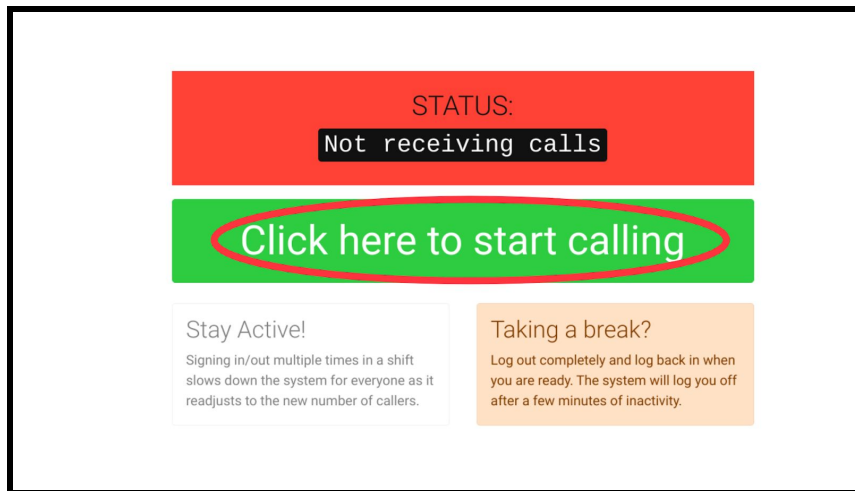 STATUS:
Not receiving calls
Click here to start calling
Stay Active!
Signing in/out multiple times in a shift
slows down the system for everyone as it
readjusts to the new number of callers.
Taking a break?
Log out completely and log back in when
you are ready. The system will log you off
after a few minutes of inactivity.